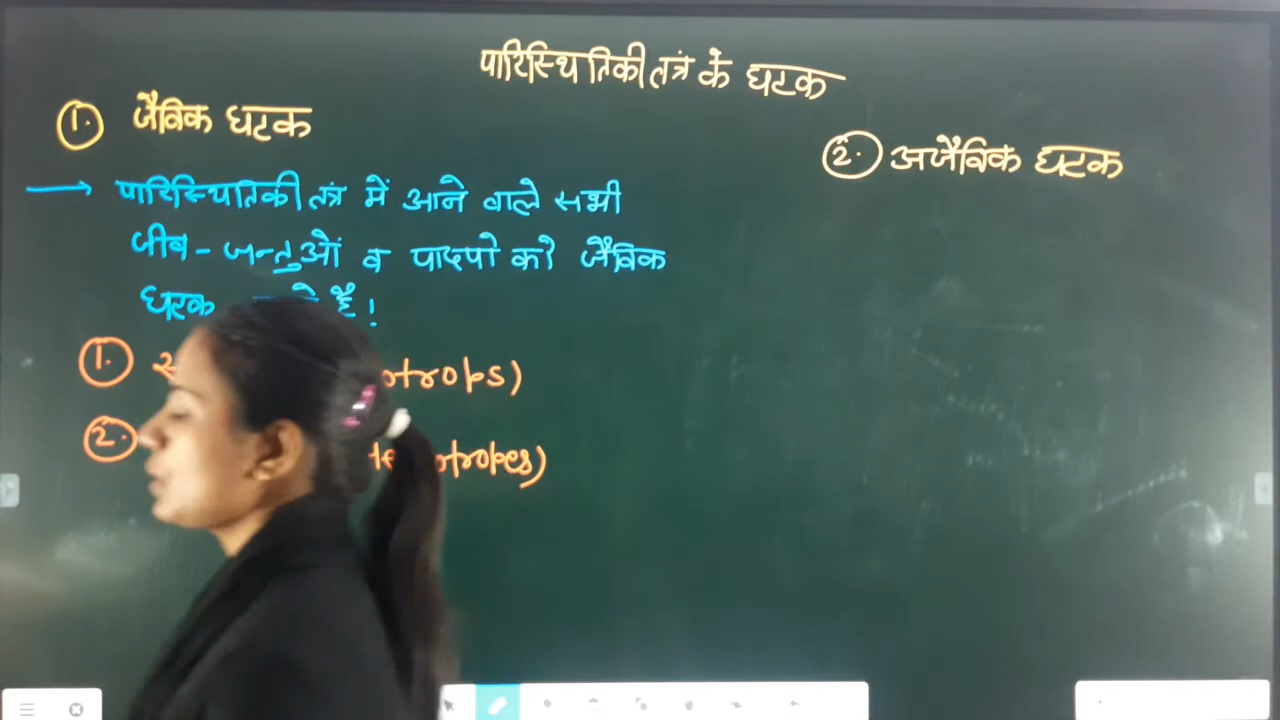 पारिस्थितिकी तंत्र के घटक
① जैविक घटक
② अजैविक घटक
→ पारिस्थितिकी तंत्र में आने वाले सभी
जीव - जन्तुओं व पादपो को जैविक
घटक है !
①
②